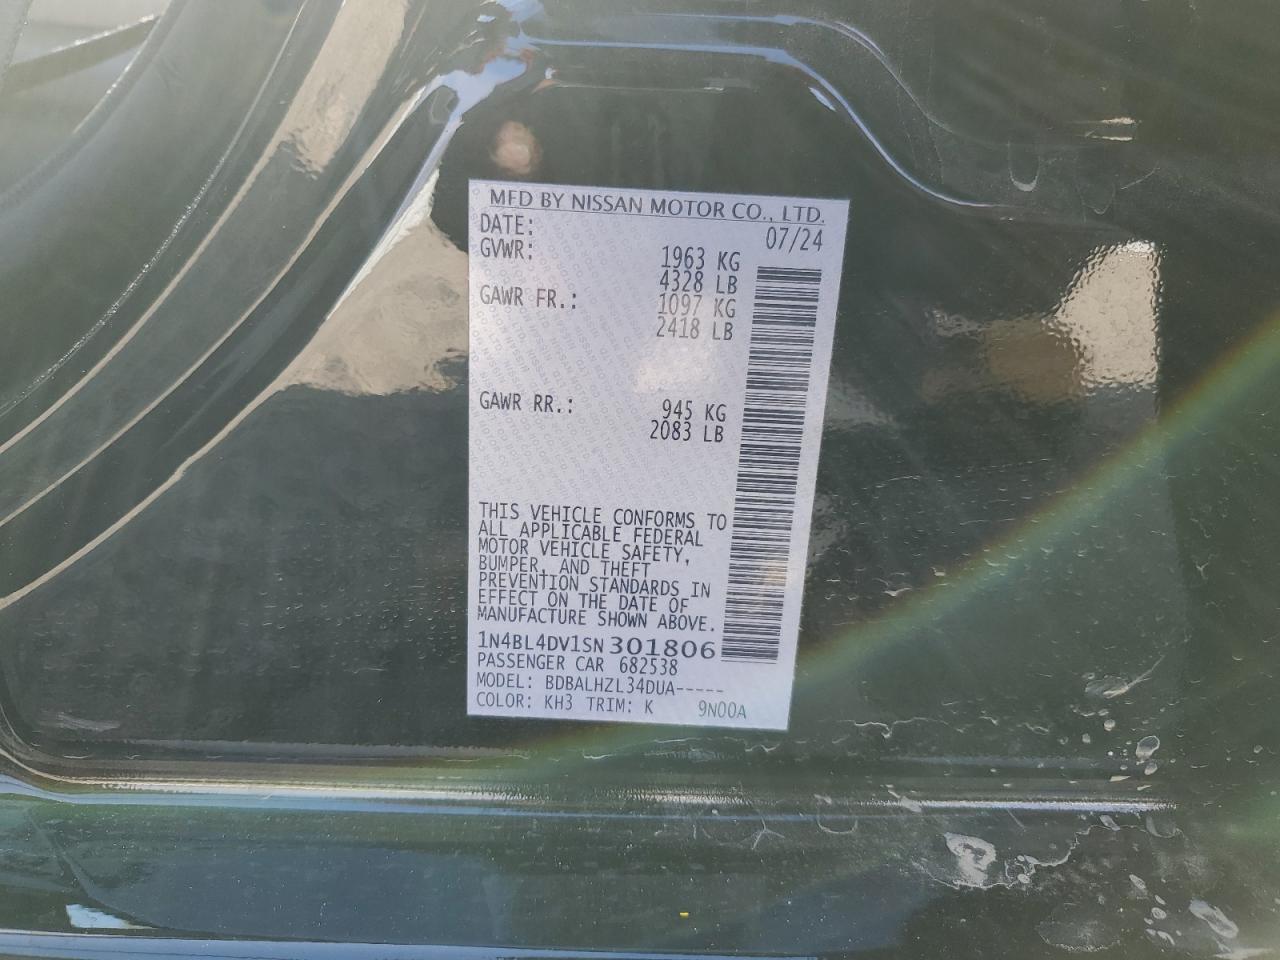 MFD BY NISSAN MOTOR CO., LTD.
DATE: 07/24
GVWR: 1963 KG
4328 LB
GAWR FR.: 1097 KG
2418 LB
GAWR RR.: 945 KG
2083 LB
THIS VEHICLE CONFORMS TO
ALL APPLICABLE FEDERAL
MOTOR VEHICLE SAFETY,
BUMPER, AND THEFT
PREVENTION STANDARDS IN
EFFECT ON THE DATE OF
MANUFACTURE SHOWN ABOVE.
1N4BL4DV1SN301806
PASSENGER CAR 682538
MODEL: BDBALHZL34DUA-----
COLOR: KH3 TRIM: K 9N00A